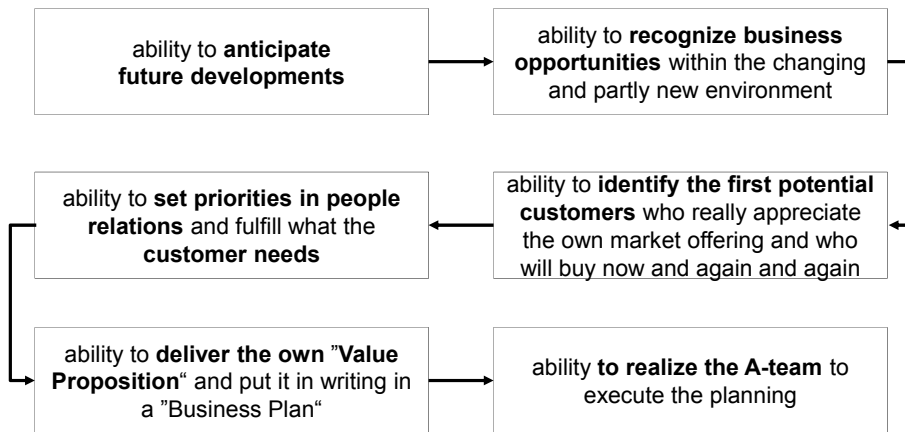 ability to anticipate
future developments
ability to recognize business
opportunities within the changing
and partly new environment
ability to identify the first potential
customers who really appreciate
the own market offering and who
will buy now and again and again
ability to set priorities in people
relations and fulfill what the
customer needs
ability to deliver the own ”Value
Proposition“ and put it in writing in
a ”Business Plan“
ability to realize the A-team to
execute the planning